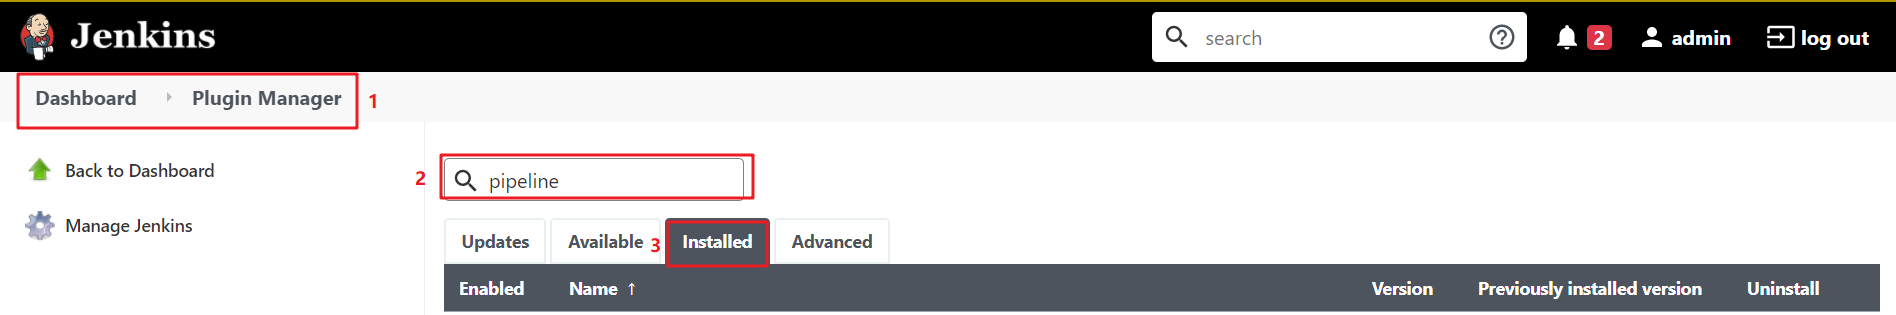 Jenkins search ? 2 admin log out
Dashboard Plugin Manager 1
Back to Dashboard
2 pipeline
Manage Jenkins
Updates Available 3 Installed Advanced
Enabled Name ↑ Version Previously installed version Uninstall